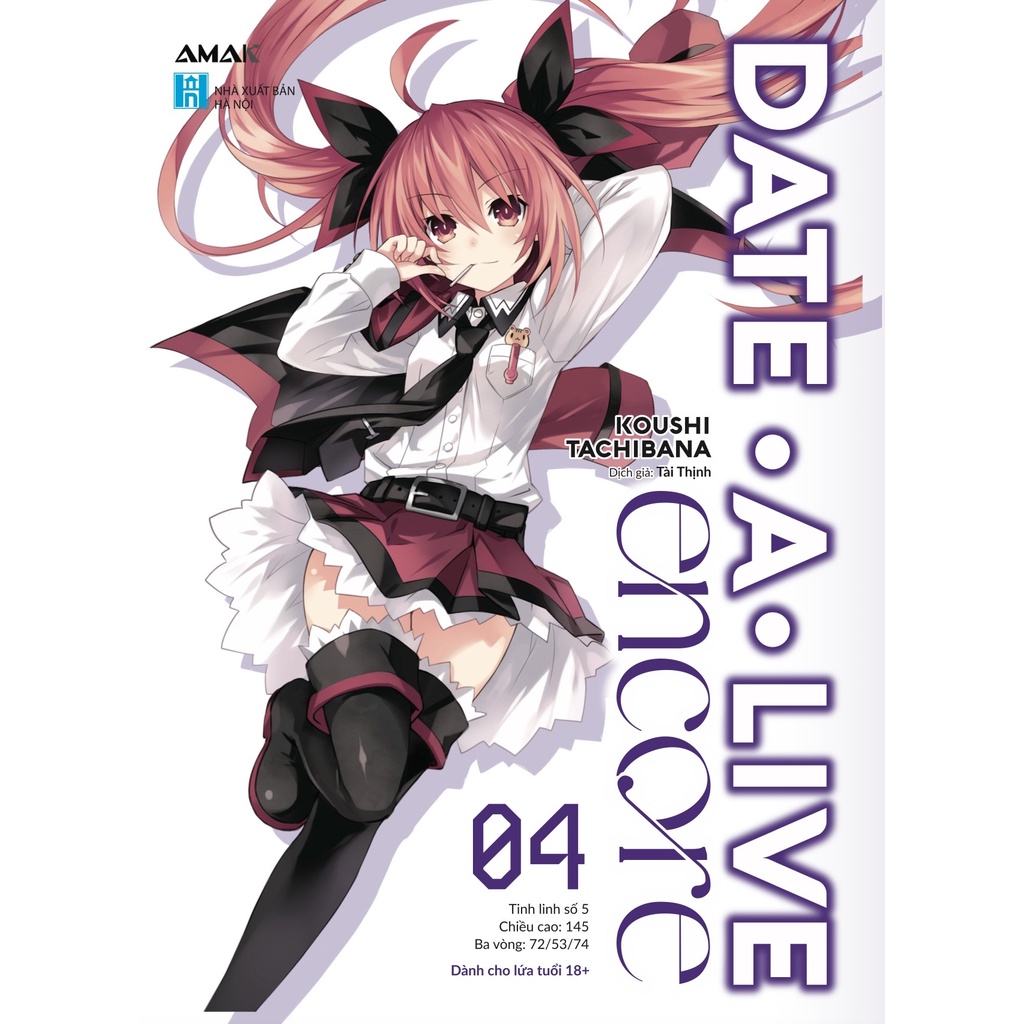 AMAK
NHÀ XUẤT BẢN
HÀ NỘI
DATE·A·LIVE
encore
KOUSHI
TACHIBANA
Dịch giả: Tài Thịnh
04
Tinh linh số 5
Chiều cao: 145
Ba vòng: 72/53/74
Dành cho lứa tuổi 18+